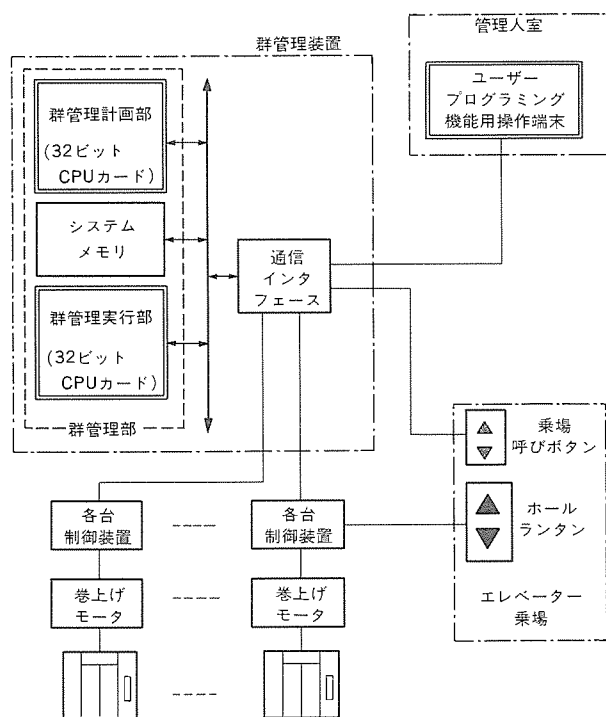 群管理装置
群管理計画部
(32ビット
CPUカード)
システム
メモリ
群管理実行部
(32ビット
CPUカード)
群管理部
通信
インタ
フェース
管理人室
ユーザー
プログラミング
機能用操作端末
乗場
呼びボタン
ホール
ランタン
エレベーター
乗場
各台
制御装置
各台
制御装置
巻上げ
モータ
巻上げ
モータ